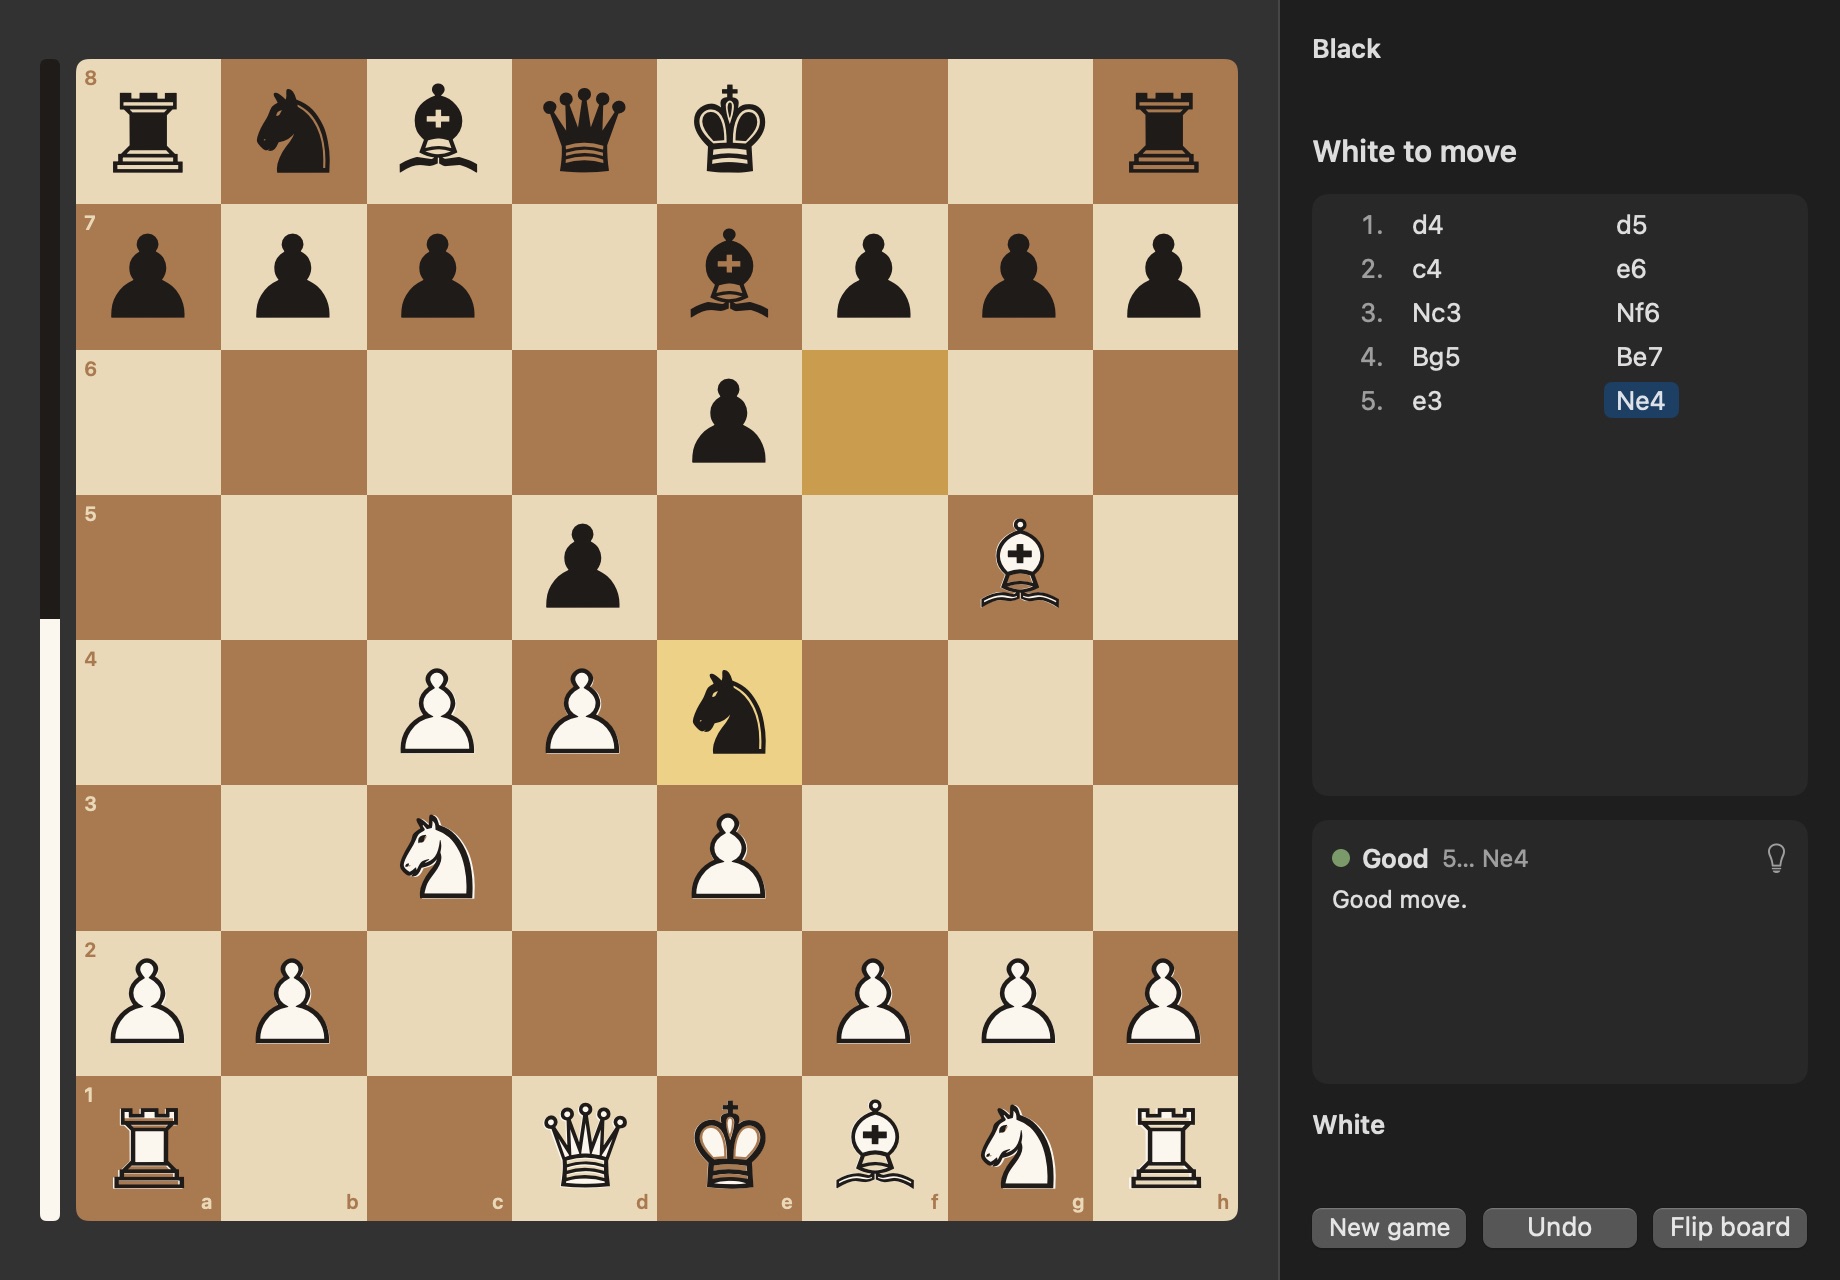 Black
White to move
1. d4 d5
2. c4 e6
3. Nc3 Nf6
4. Bg5 Be7
5. e3 Ne4
Good 5... Ne4
Good move.
White
New game Undo Flip board
8
7
6
5
4
3
2
1
a b c d e f g h